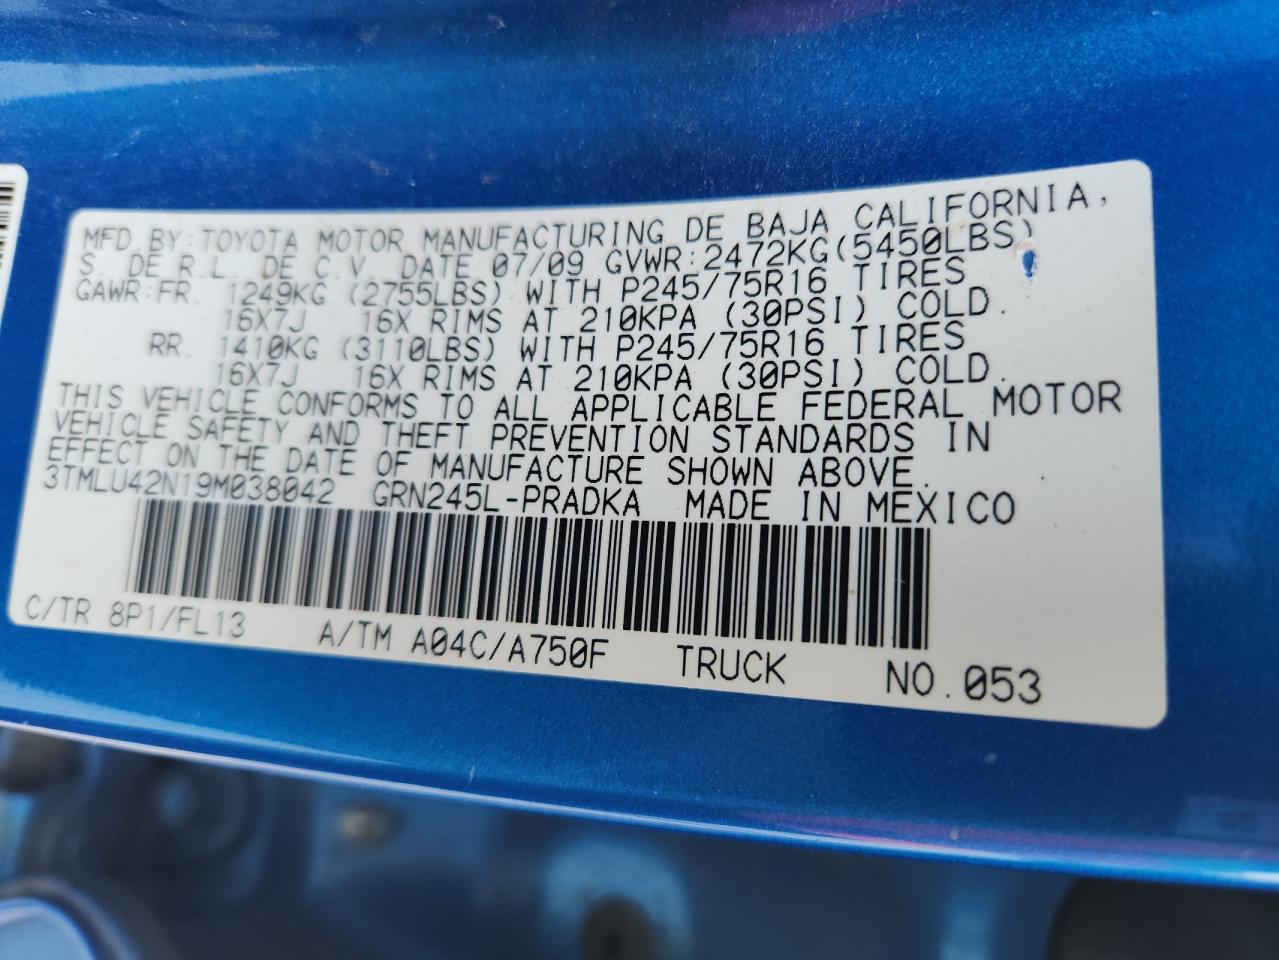 MFD. BY: TOYOTA MOTOR MANUFACTURING DE BAJA CALIFORNIA,
S. DE R.L. DE C.V. DATE 07/09 GVWR:2472KG(5450LBS)
GAWR:FR. 1249KG (2755LBS) WITH P245/75R16 TIRES
16X7J 16X RIMS AT 210KPA (30PSI) COLD.
RR. 1410KG (3110LBS) WITH P245/75R16 TIRES
16X7J 16X RIMS AT 210KPA (30PSI) COLD.
THIS VEHICLE CONFORMS TO ALL APPLICABLE FEDERAL MOTOR
VEHICLE SAFETY AND THEFT PREVENTION STANDARDS IN
EFFECT ON THE DATE OF MANUFACTURE SHOWN ABOVE.
3TMLU42N19M038042 GRN245L-PRADKA MADE IN MEXICO
C/TR 8P1/FL13 A/TM A04C/A750F TRUCK NO.053